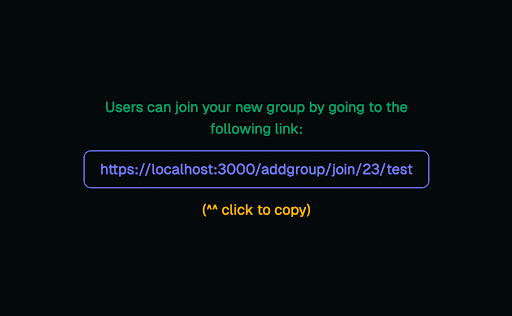 Users can join your new group by going to the
following link:
https://localhost:3000/addgroup/join/23/test
(^^ click to copy)